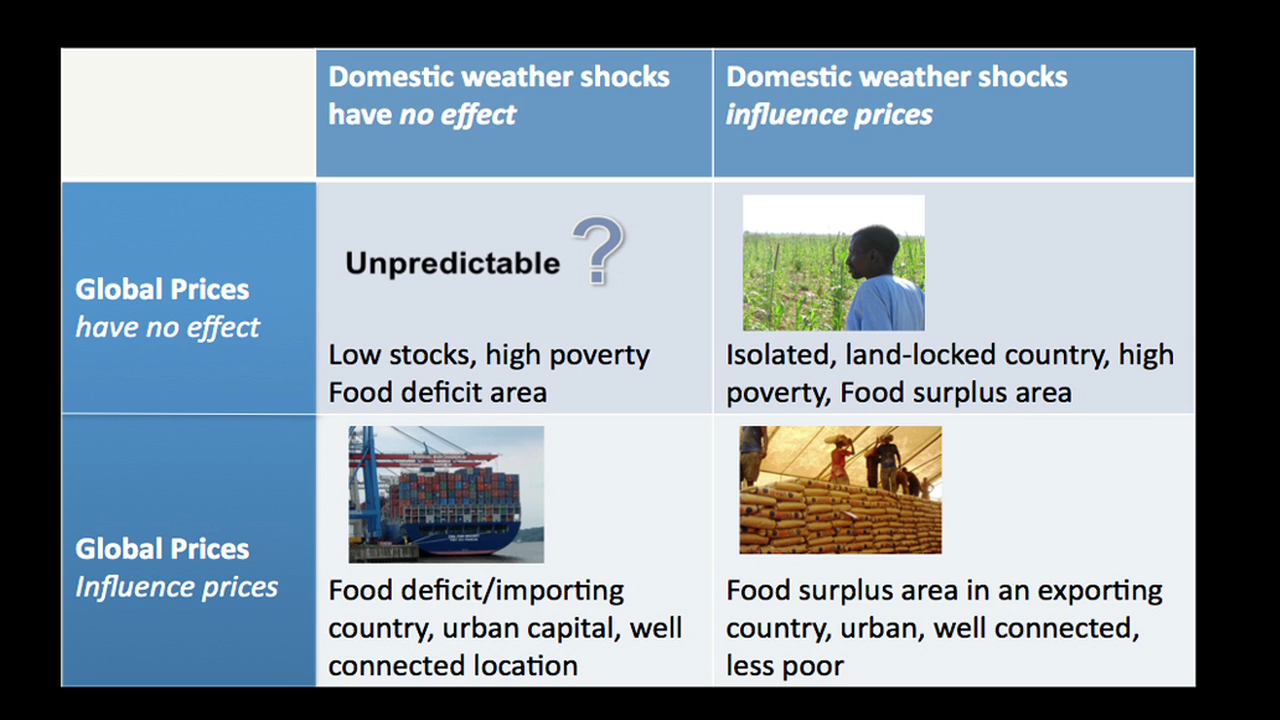 Domestic weather shocks
have no effect
Domestic weather shocks
influence prices
Global Prices
have no effect
Unpredictable ?
Low stocks, high poverty
Food deficit area
Isolated, land-locked country, high
poverty, Food surplus area
Global Prices
Influence prices
Food deficit/importing
country, urban capital, well
connected location
Food surplus area in an exporting
country, urban, well connected,
less poor